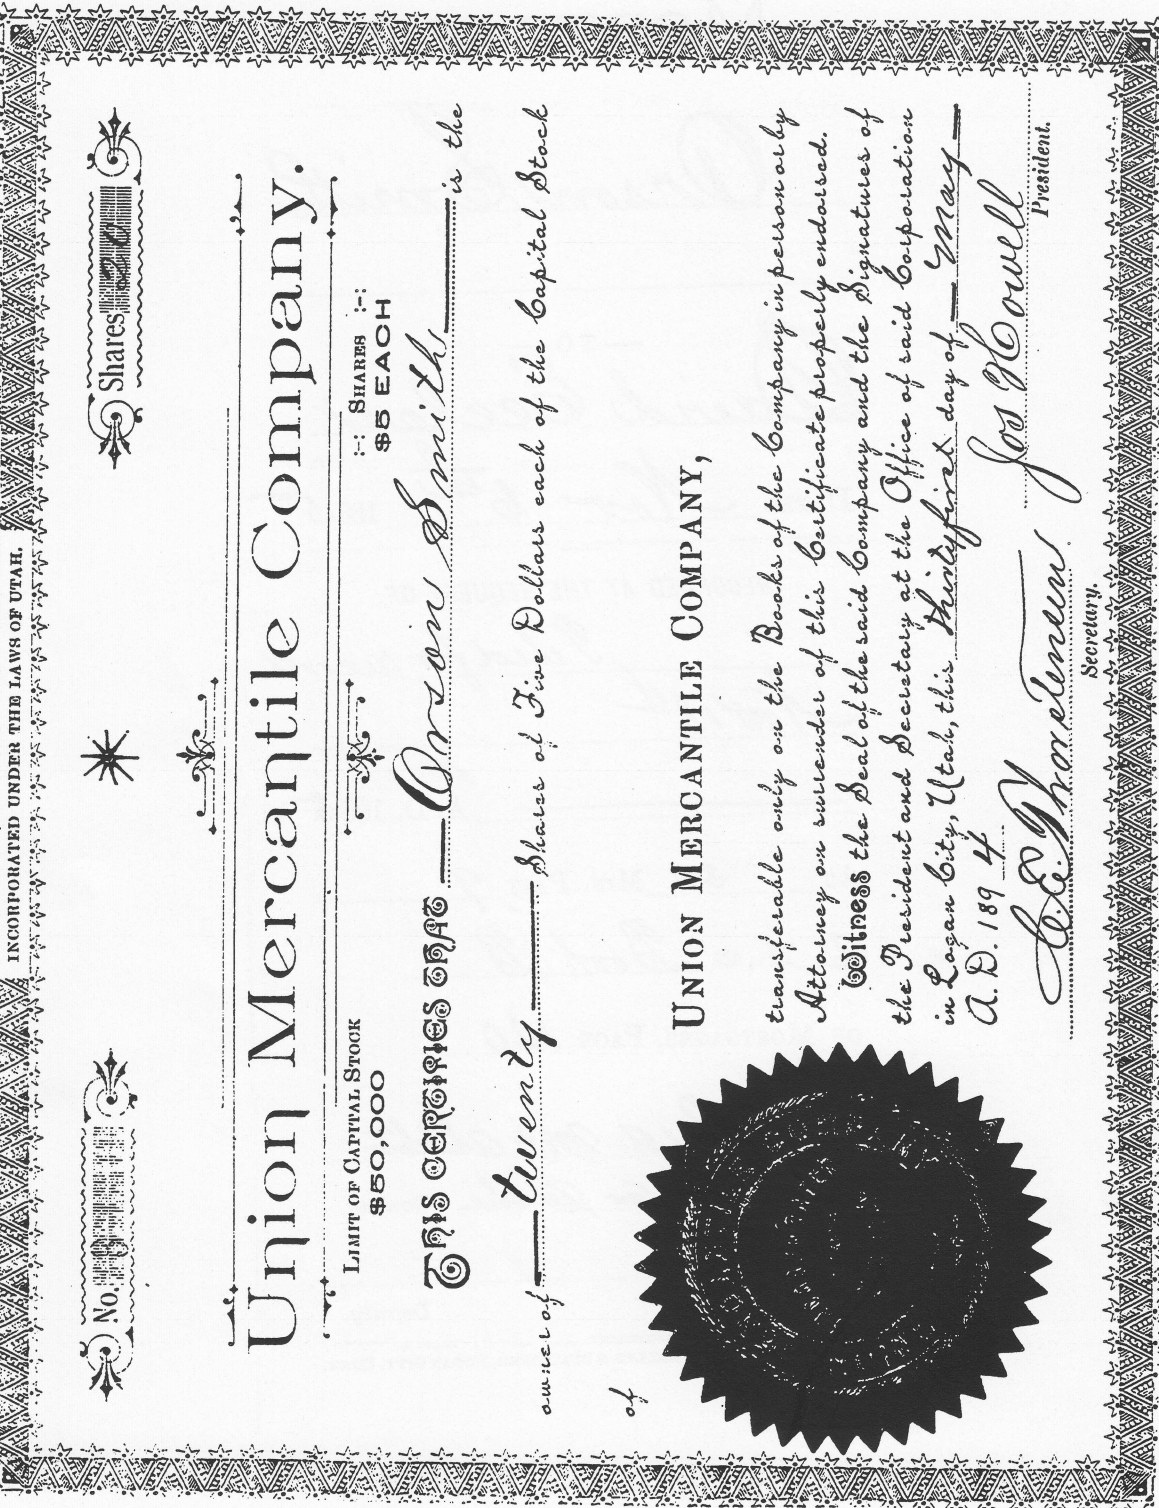 INCORPORATED UNDER THE LAWS OF UTAH.
No.
Shares 20
Union Mercantile Company.
LIMIT OF CAPITAL STOCK
$50,000
:-: SHARES :-:
$5 EACH
THIS CERTIFIES THAT Orson Smith is the
owner of twenty Shares of Five Dollars each of the Capital Stock
of
UNION MERCANTILE COMPANY,
transferable only on the Books of the Company in person or by
Attorney on surrender of this Certificate properly endorsed.
Witness the Seal of the said Company and the Signatures of
the President and Secretary at the Office of said Corporation
in Logan City, Utah, this thirtyfirst day of May
A.D. 1894
Jos Howell
President.
Secretary.